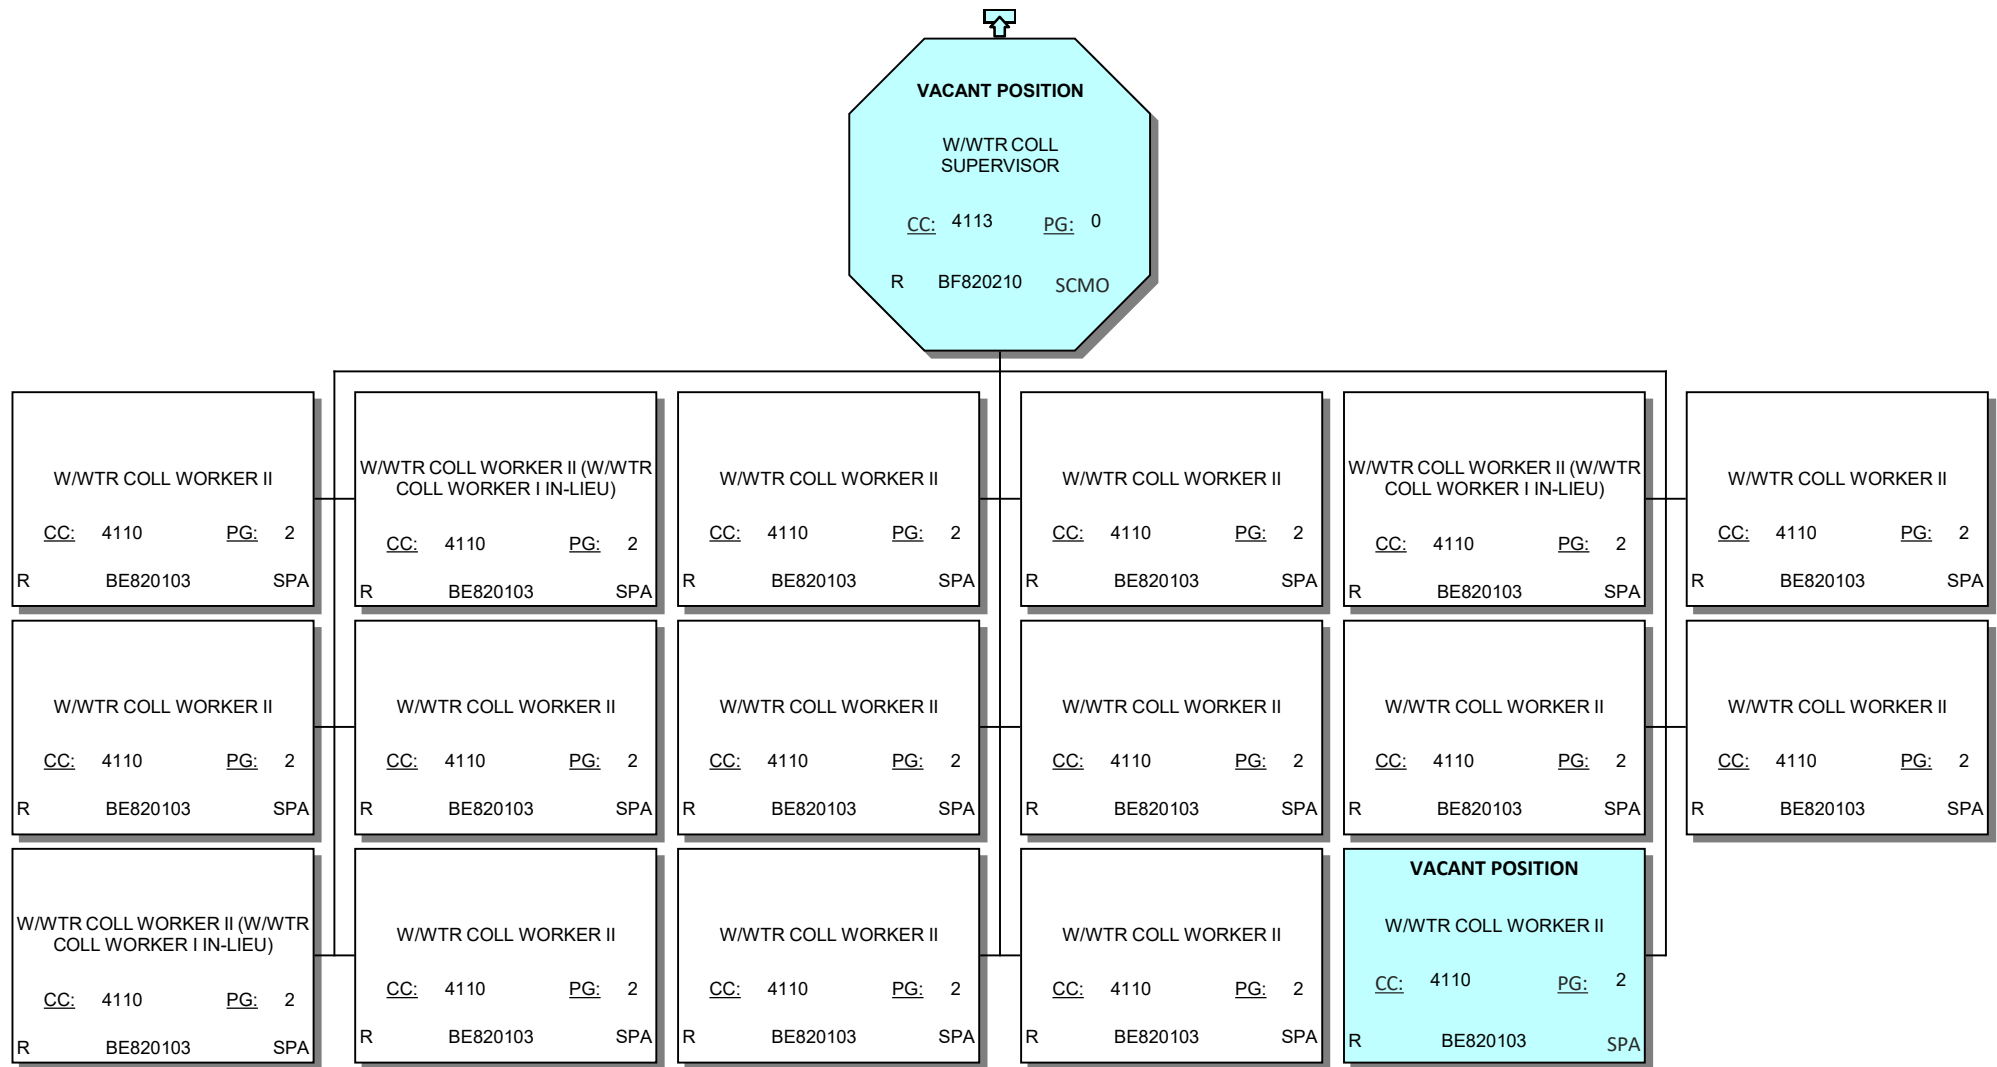 VACANT POSITION
W/WTR COLL
SUPERVISOR
CC: 4113 PG: 0
R BF820210 SCMO
W/WTR COLL WORKER II
CC: 4110 PG: 2
R BE820103 SPA
W/WTR COLL WORKER II (W/WTR
COLL WORKER I IN-LIEU)
CC: 4110 PG: 2
R BE820103 SPA
W/WTR COLL WORKER II
CC: 4110 PG: 2
R BE820103 SPA
W/WTR COLL WORKER II
CC: 4110 PG: 2
R BE820103 SPA
W/WTR COLL WORKER II (W/WTR
COLL WORKER I IN-LIEU)
CC: 4110 PG: 2
R BE820103 SPA
W/WTR COLL WORKER II
CC: 4110 PG: 2
R BE820103 SPA
W/WTR COLL WORKER II
CC: 4110 PG: 2
R BE820103 SPA
W/WTR COLL WORKER II
CC: 4110 PG: 2
R BE820103 SPA
W/WTR COLL WORKER II
CC: 4110 PG: 2
R BE820103 SPA
W/WTR COLL WORKER II
CC: 4110 PG: 2
R BE820103 SPA
W/WTR COLL WORKER II
CC: 4110 PG: 2
R BE820103 SPA
W/WTR COLL WORKER II
CC: 4110 PG: 2
R BE820103 SPA
W/WTR COLL WORKER II (W/WTR
COLL WORKER I IN-LIEU)
CC: 4110 PG: 2
R BE820103 SPA
W/WTR COLL WORKER II
CC: 4110 PG: 2
R BE820103 SPA
W/WTR COLL WORKER II
CC: 4110 PG: 2
R BE820103 SPA
W/WTR COLL WORKER II
CC: 4110 PG: 2
R BE820103 SPA
VACANT POSITION
W/WTR COLL WORKER II
CC: 4110 PG: 2
R BE820103 SPA